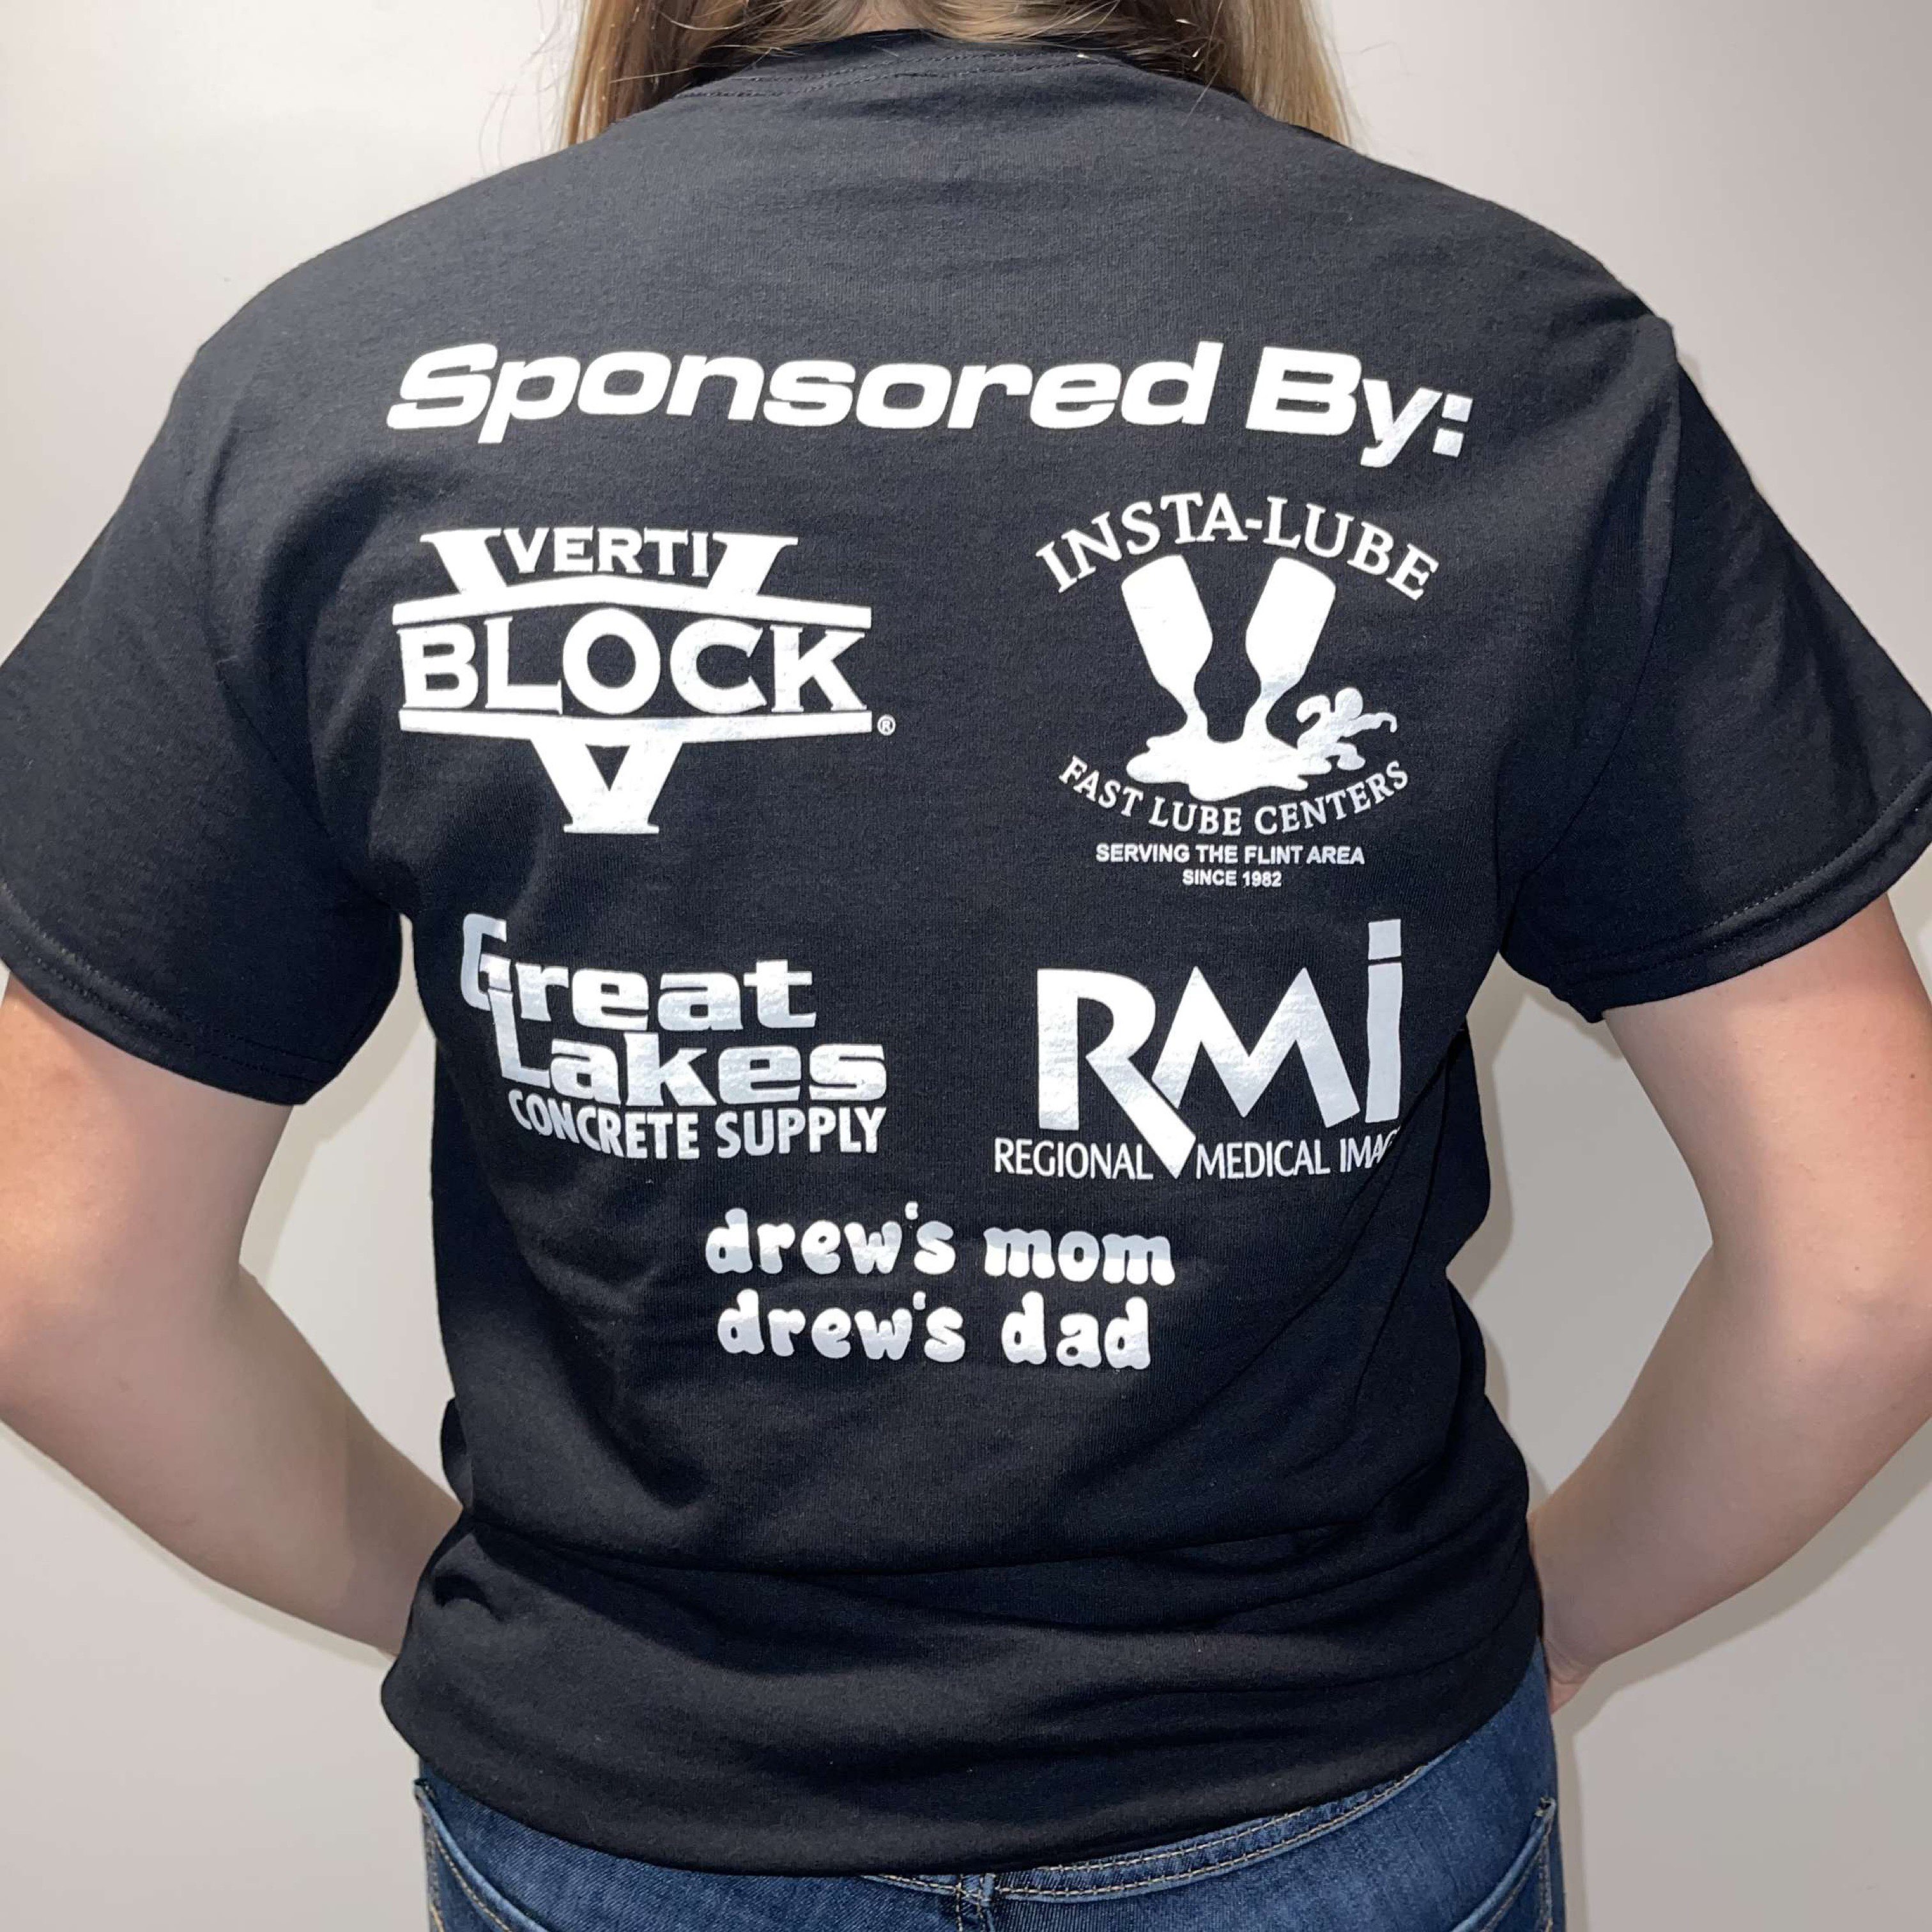 Sponsored By:
VERTI
BLOCK®
INSTA-LUBE
FAST LUBE CENTERS
SERVING THE FLINT AREA
SINCE 1982
Great
Lakes
CONCRETE SUPPLY
RMi
REGIONAL MEDICAL
drew's mom
drew's dad